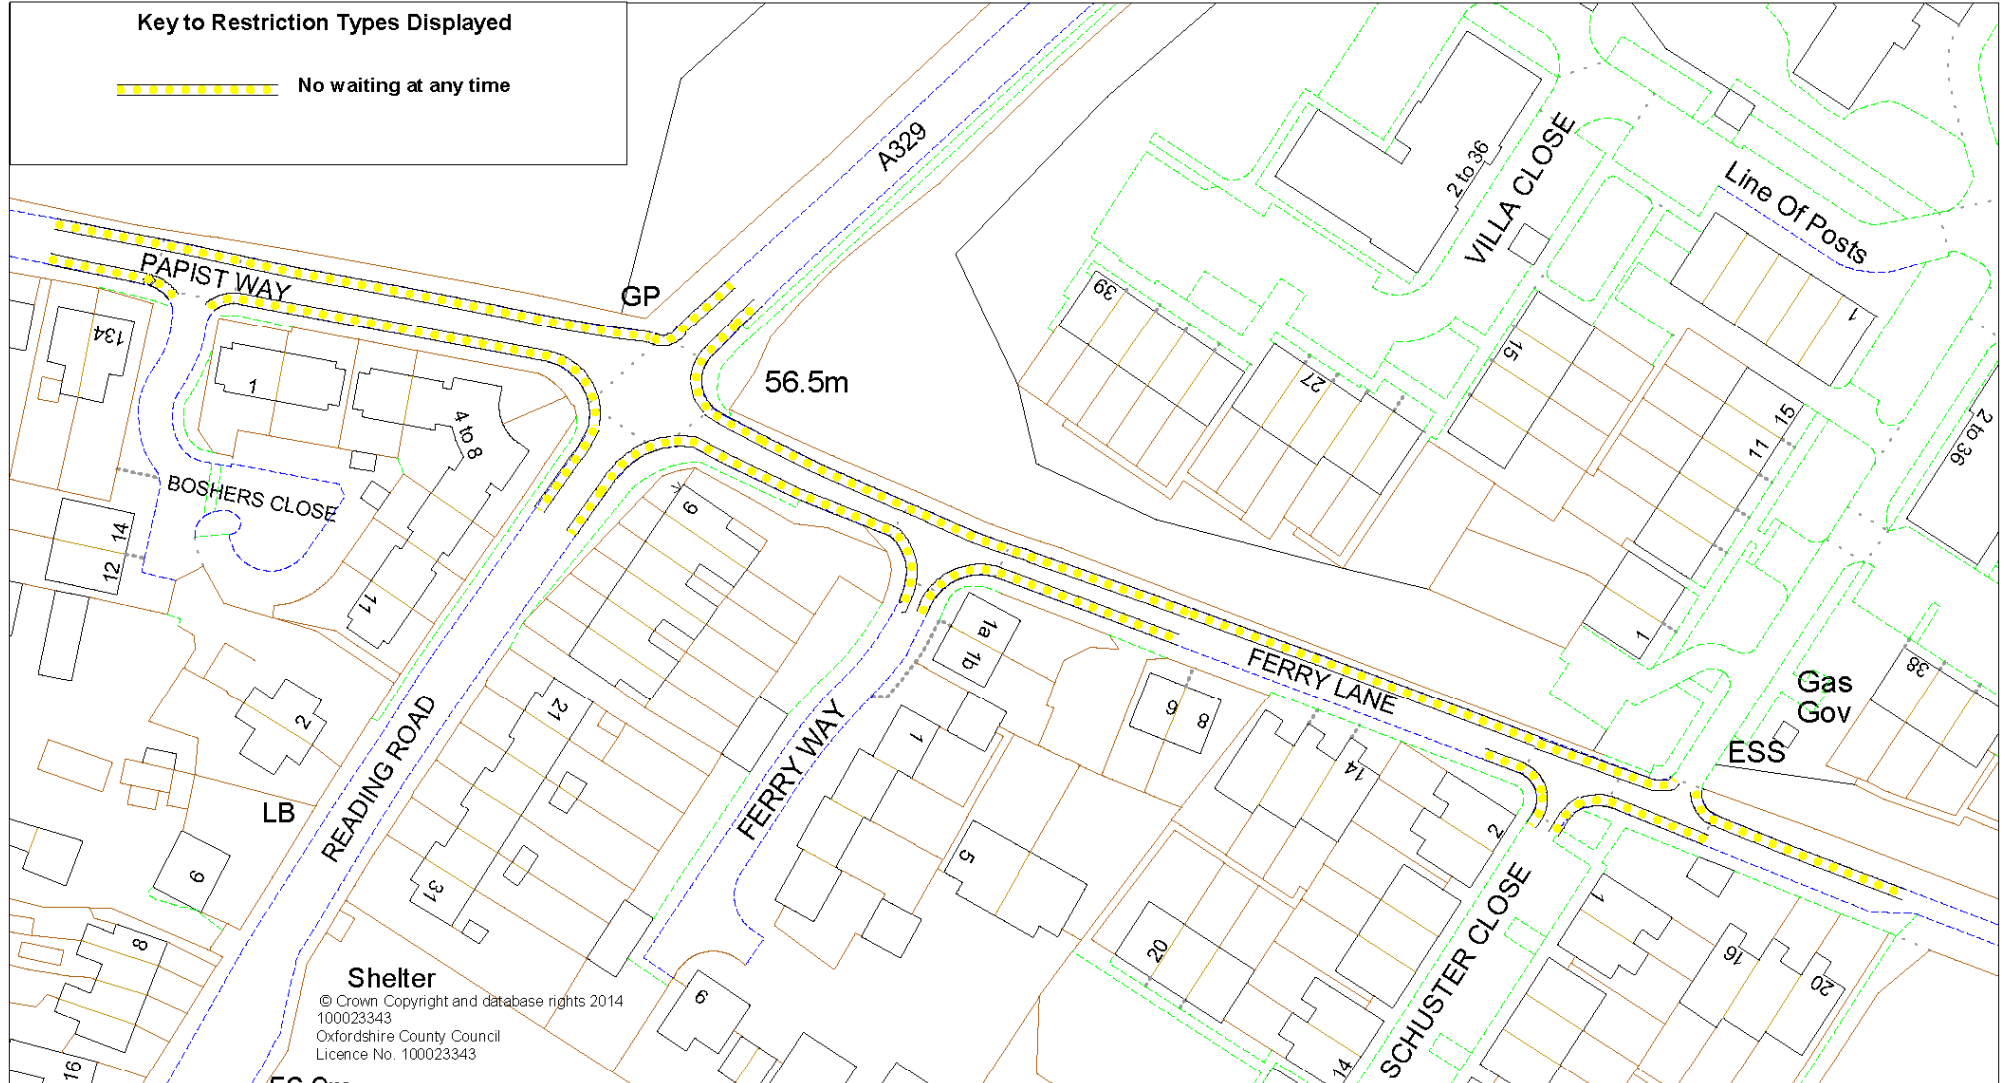 Key to Restriction Types Displayed
No waiting at any time
A329
PAPIST WAY
GP
56.5m
134
1
4 to 8
BOSHERS CLOSE
14
12
11
2
LB
9
8
16
READING ROAD
9
21
31
Shelter
© Crown Copyright and database rights 2014
100023343
Oxfordshire County Council
Licence No. 100023343
FERRY WAY
1a
1b
1
5
9
6
8
FERRY LANE
14
2
20
14
SCHUSTER CLOSE
1
16
20
VILLA CLOSE
2 to 36
Line Of Posts
39
27
15
1
15
11
1
2 to 36
38
Gas
Gov
ESS